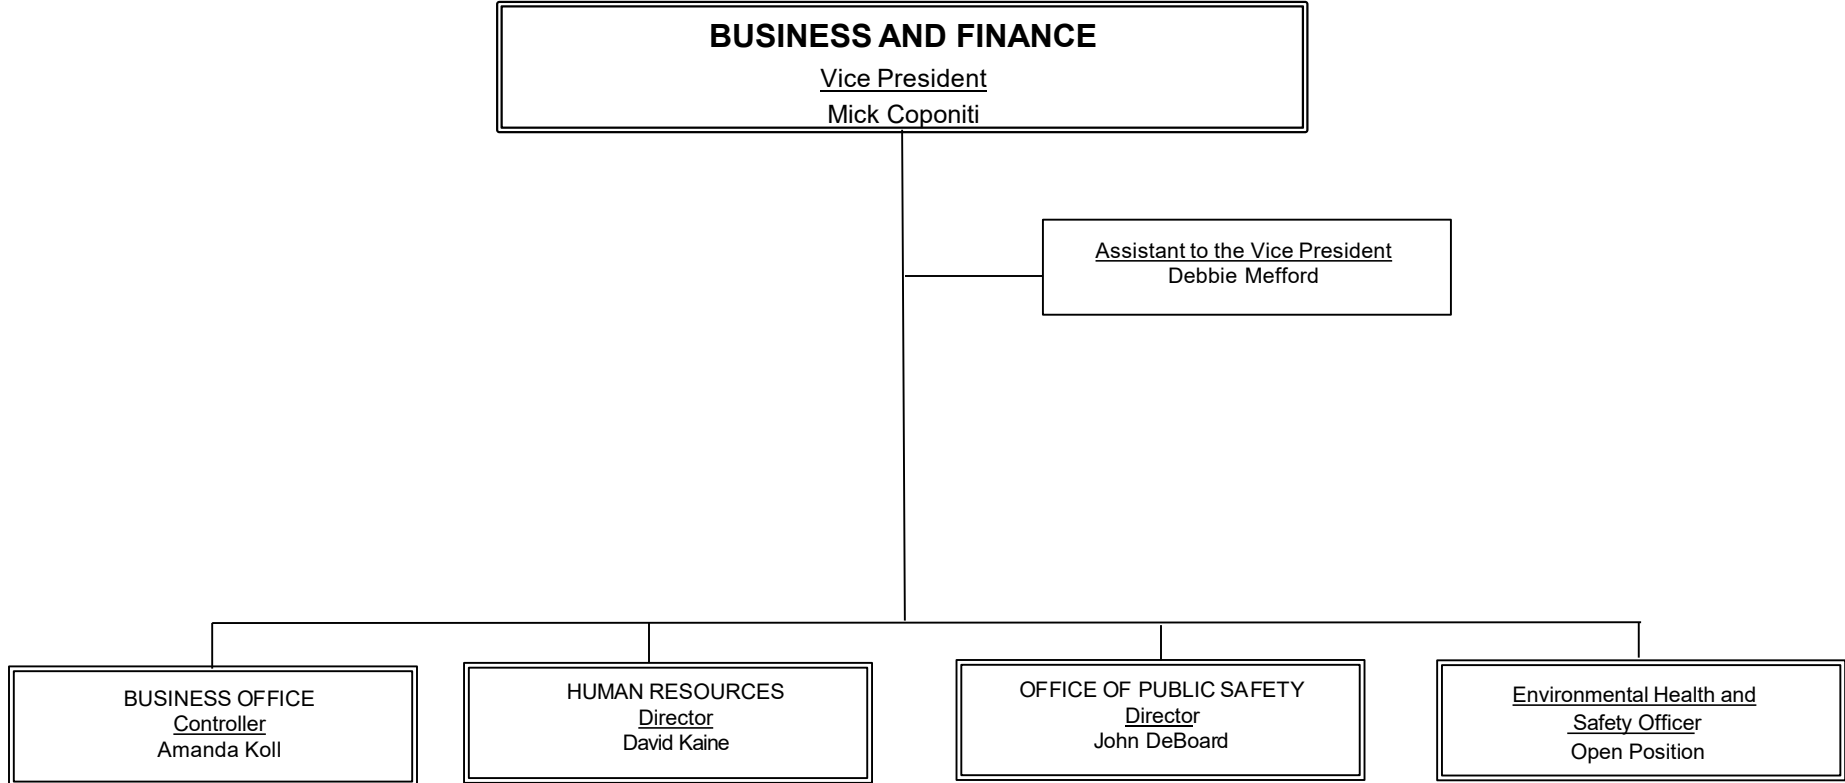 BUSINESS AND FINANCE
Vice President
Mick Coponiti
Assistant to the Vice President
Debbie Mefford
BUSINESS OFFICE
Controller
Amanda Koll
HUMAN RESOURCES
Director
David Kaine
OFFICE OF PUBLIC SAFETY
Director
John DeBoard
Environmental Health and
Safety Officer
Open Position